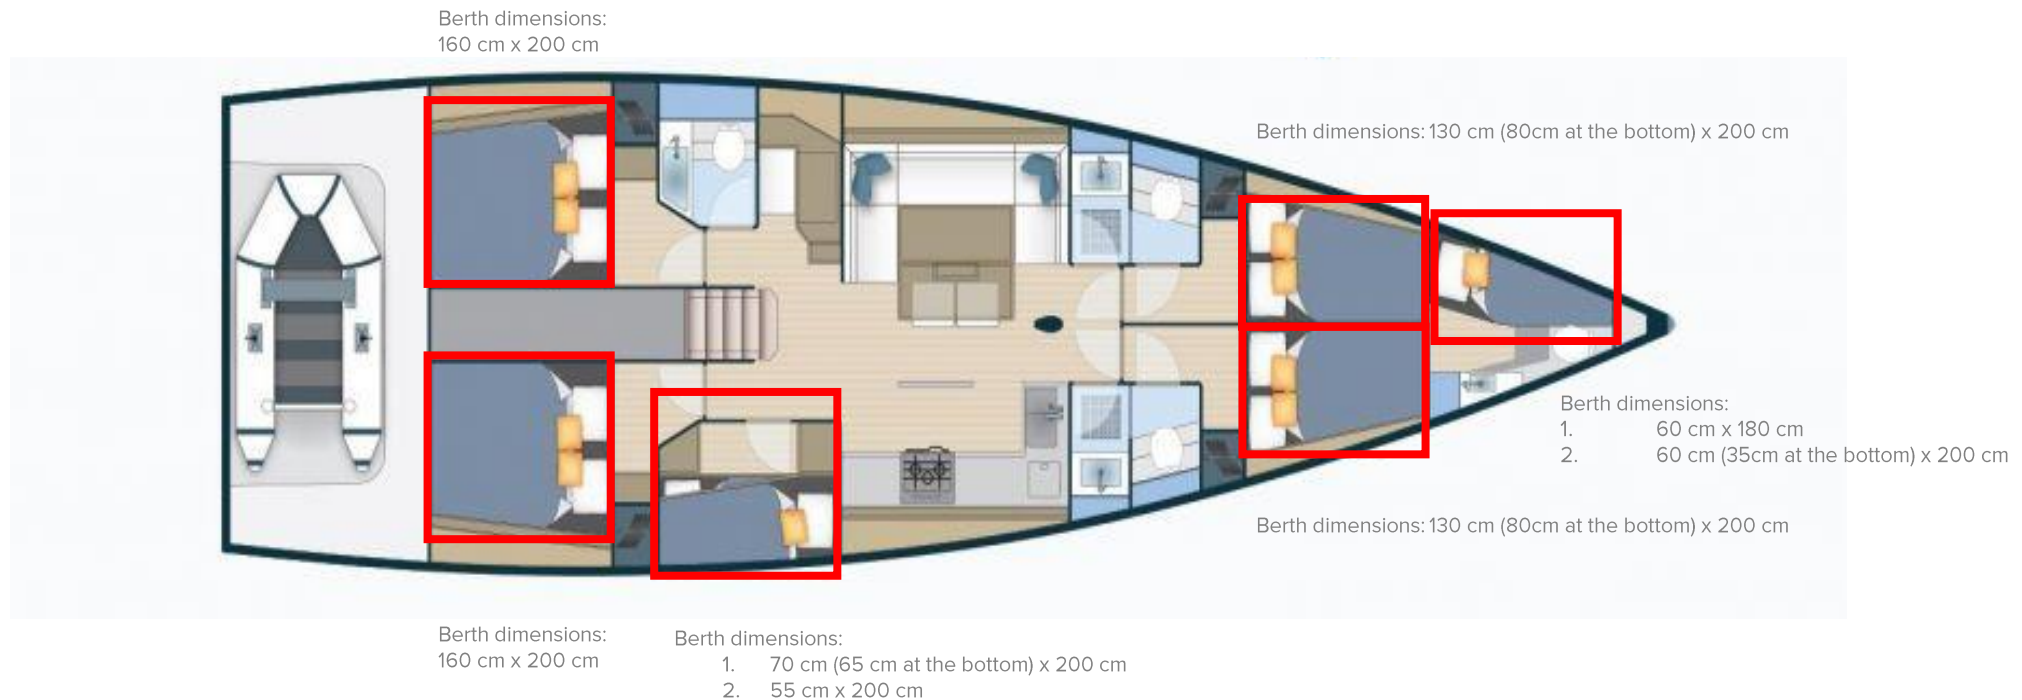 Berth dimensions:
160 cm x 200 cm
Berth dimensions: 130 cm (80cm at the bottom) x 200 cm
Berth dimensions:
1. 60 cm x 180 cm
2. 60 cm (35cm at the bottom) x 200 cm
Berth dimensions: 130 cm (80cm at the bottom) x 200 cm
Berth dimensions:
160 cm x 200 cm
Berth dimensions:
1. 70 cm (65 cm at the bottom) x 200 cm
2. 55 cm x 200 cm